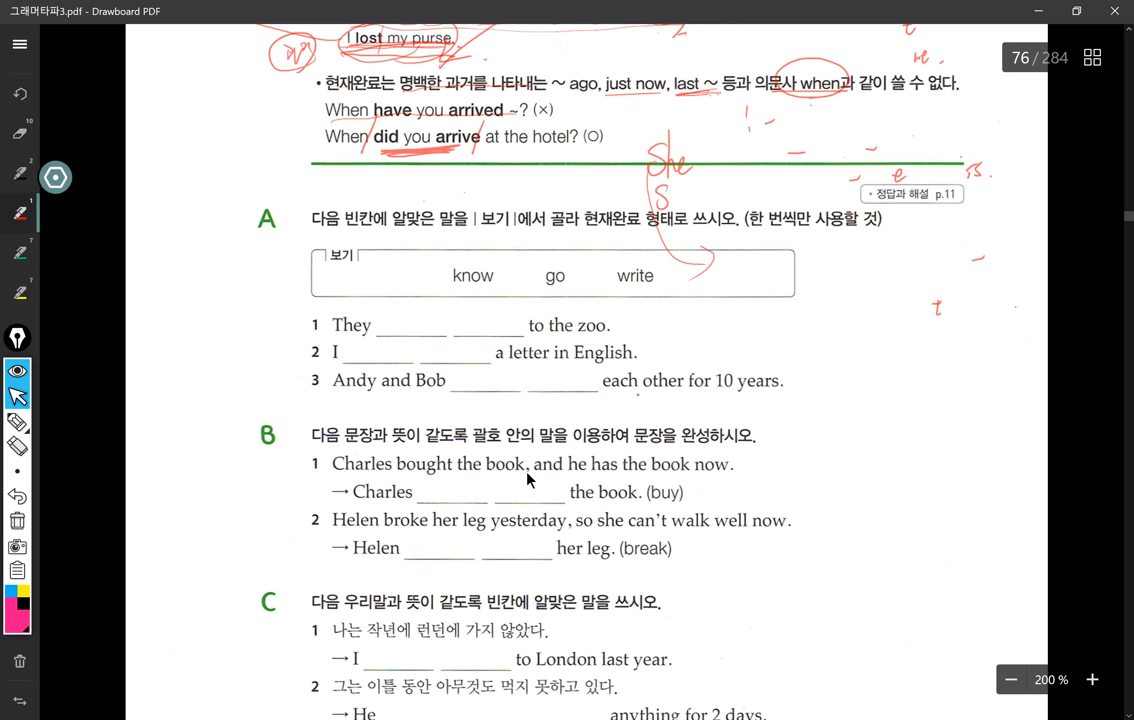 그래머타파3.pdf - Drawboard PDF
76 / 284
I lost my purse.
• 현재완료는 명백한 과거를 나타내는 ~ ago, just now, last ~ 등과 의문사 when과 같이 쓸 수 없다.
When have you arrived ~? (×)
When did you arrive at the hotel? (○)
She
S
• 정답과 해설 p.11
A 다음 빈칸에 알맞은 말을 | 보기 |에서 골라 현재완료 형태로 쓰시오. (한 번씩만 사용할 것)
보기
know go write
1 They ________ ________ to the zoo.
2 I ________ ________ a letter in English.
3 Andy and Bob ________ ________ each other for 10 years.
B 다음 문장과 뜻이 같도록 괄호 안의 말을 이용하여 문장을 완성하시오.
1 Charles bought the book, and he has the book now.
→ Charles ________ ________ the book. (buy)
2 Helen broke her leg yesterday, so she can't walk well now.
→ Helen ________ ________ her leg. (break)
C 다음 우리말과 뜻이 같도록 빈칸에 알맞은 말을 쓰시오.
1 나는 작년에 런던에 가지 않았다.
→ I ________ ________ to London last year.
2 그는 이틀 동안 아무것도 먹지 못하고 있다.
→ He ________ anything for 2 days.
200 %